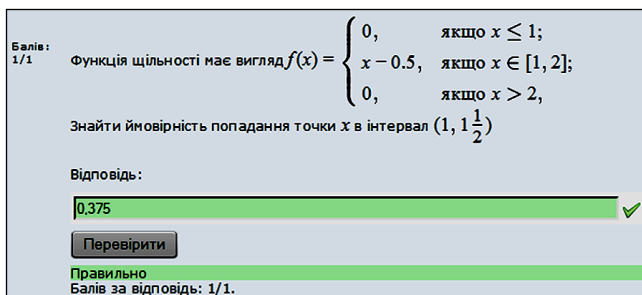 Балів:
1/1
Функція щільності має вигляд f(x) = { 0, якщо x ≤ 1;
x − 0.5, якщо x ∈ [1, 2];
0, якщо x > 2,
Знайти ймовірність попадання точки x в інтервал (1, 1 1/2)
Відповідь:
0,375
Перевірити
Правильно
Балів за відповідь: 1/1.